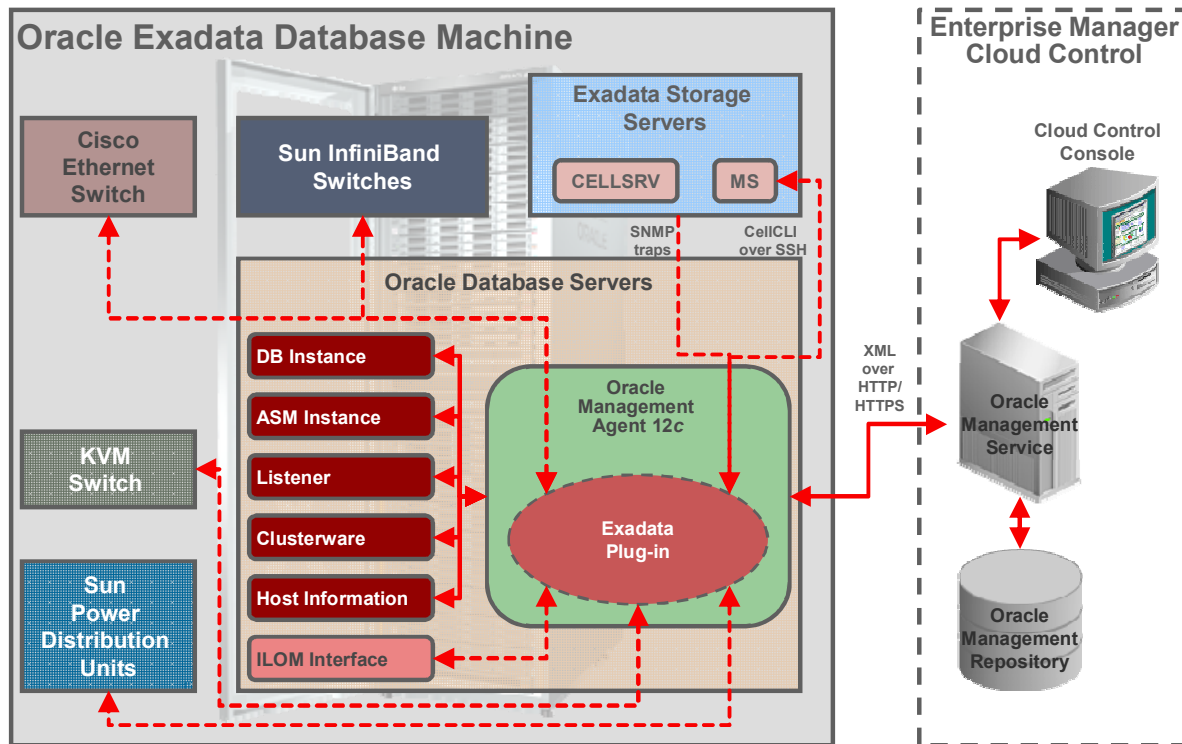 Oracle Exadata Database Machine
Enterprise Manager
Cloud Control
Cisco
Ethernet
Switch
Sun InfiniBand
Switches
Exadata Storage
Servers
CELLSRV
MS
SNMP
traps
CellCLI
over SSH
Cloud Control
Console
Oracle Database Servers
DB Instance
ASM Instance
Listener
Clusterware
Host Information
ILOM Interface
Oracle
Management
Agent 12c
Exadata
Plug-in
KVM
Switch
Sun
Power
Distribution
Units
XML
over
HTTP/
HTTPS
Oracle
Management
Service
Oracle
Management
Repository